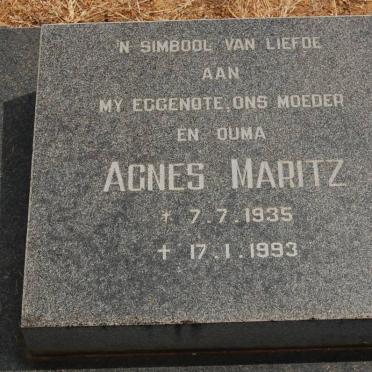 'N SIMBOOL VAN LIEFDE
AAN
MY EGGENOTE, ONS MOEDER
EN OUMA
AGNES MARITZ
* 7.7.1935
† 17.1.1993